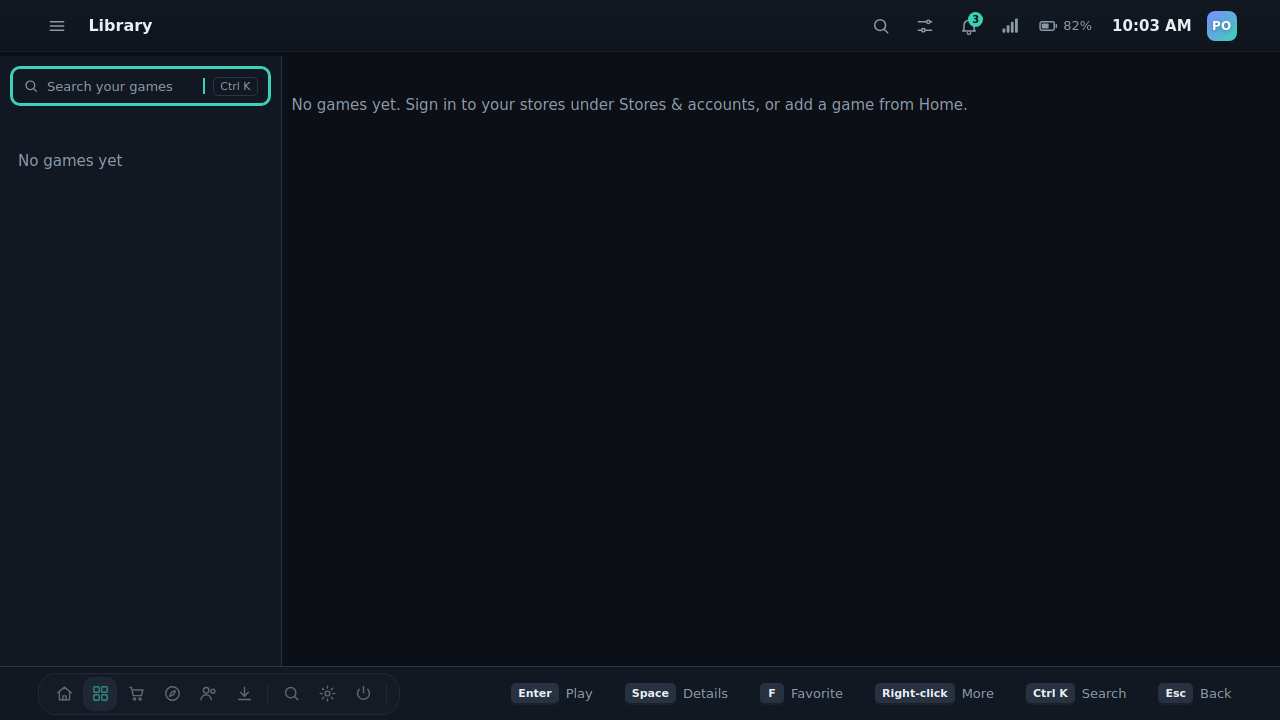 Library
3
82%
10:03 AM
PO
Search your games
Ctrl K
No games yet. Sign in to your stores under Stores & accounts, or add a game from Home.
No games yet
Enter Play
Space Details
F Favorite
Right-click More
Ctrl K Search
Esc Back